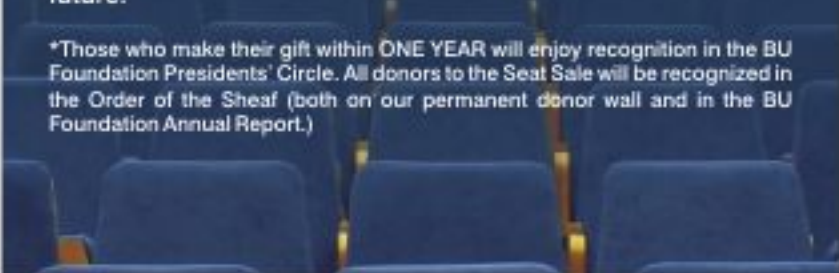 future.
*Those who make their gift within ONE YEAR will enjoy recognition in the BU
Foundation Presidents' Circle. All donors to the Seat Sale will be recognized in
the Order of the Sheaf (both on our permanent donor wall and in the BU
Foundation Annual Report.)